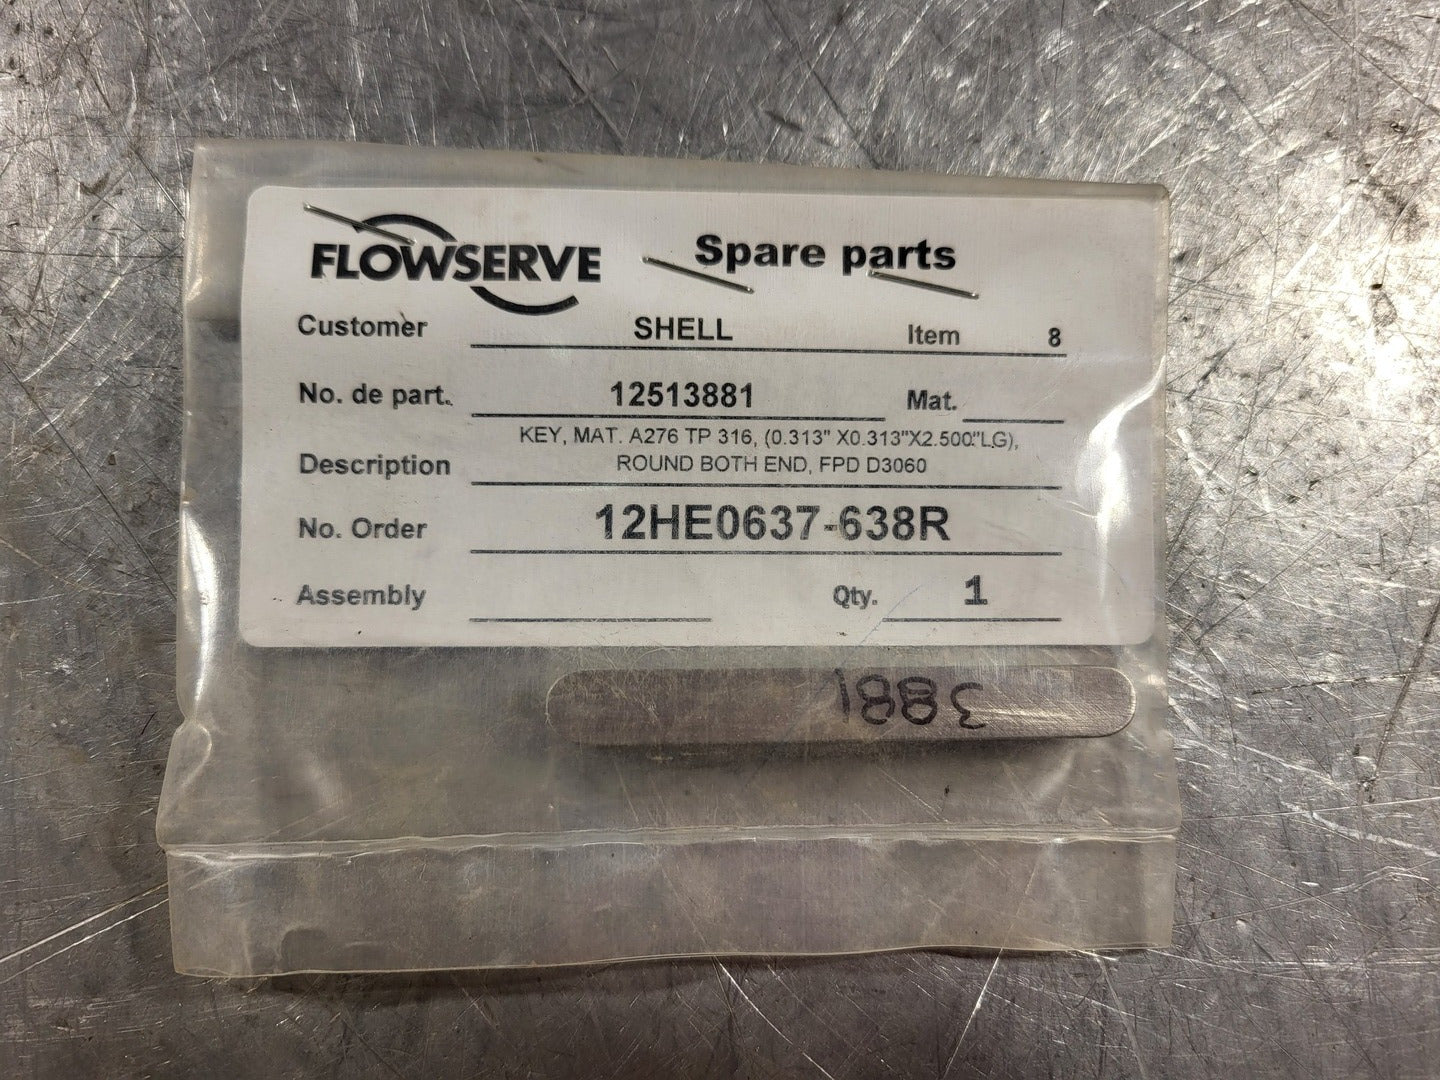 FLOWSERVE Spare parts
Customer SHELL Item 8
No. de part. 12513881 Mat.
KEY, MAT. A276 TP 316, (0.313" X0.313"X2.500"LG),
Description ROUND BOTH END, FPD D3060
No. Order 12HE0637-638R
Assembly Qty. 1
3881